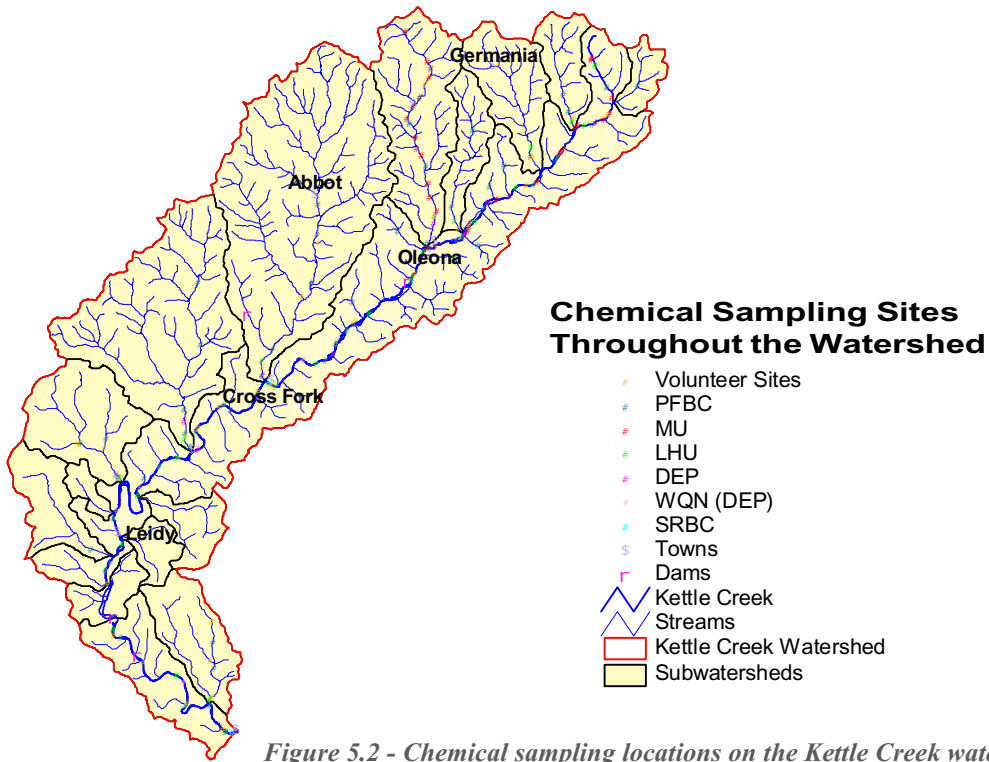 Germania
Abbot
Oleona
Cross Fork
Leidy
Chemical Sampling Sites
Throughout the Watershed
# Volunteer Sites
# PFBC
# MU
# LHU
# DEP
# WQN (DEP)
# SRBC
$ Towns
Dams
Kettle Creek
Streams
Kettle Creek Watershed
Subwatersheds
Figure 5.2 - Chemical sampling locations on the Kettle Creek